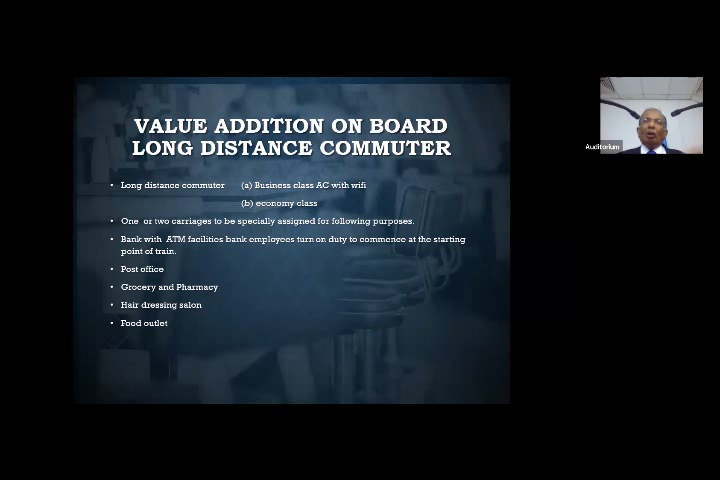 VALUE ADDITION ON BOARD
LONG DISTANCE COMMUTER
• Long distance commuter (a) Business class AC with wifi
(b) economy class
• One or two carriages to be specially assigned for following purposes.
• Bank with ATM facilities bank employees turn on duty to commence at the starting
point of train.
• Post office
• Grocery and Pharmacy
• Hair dressing salon
• Food outlet
Auditorium